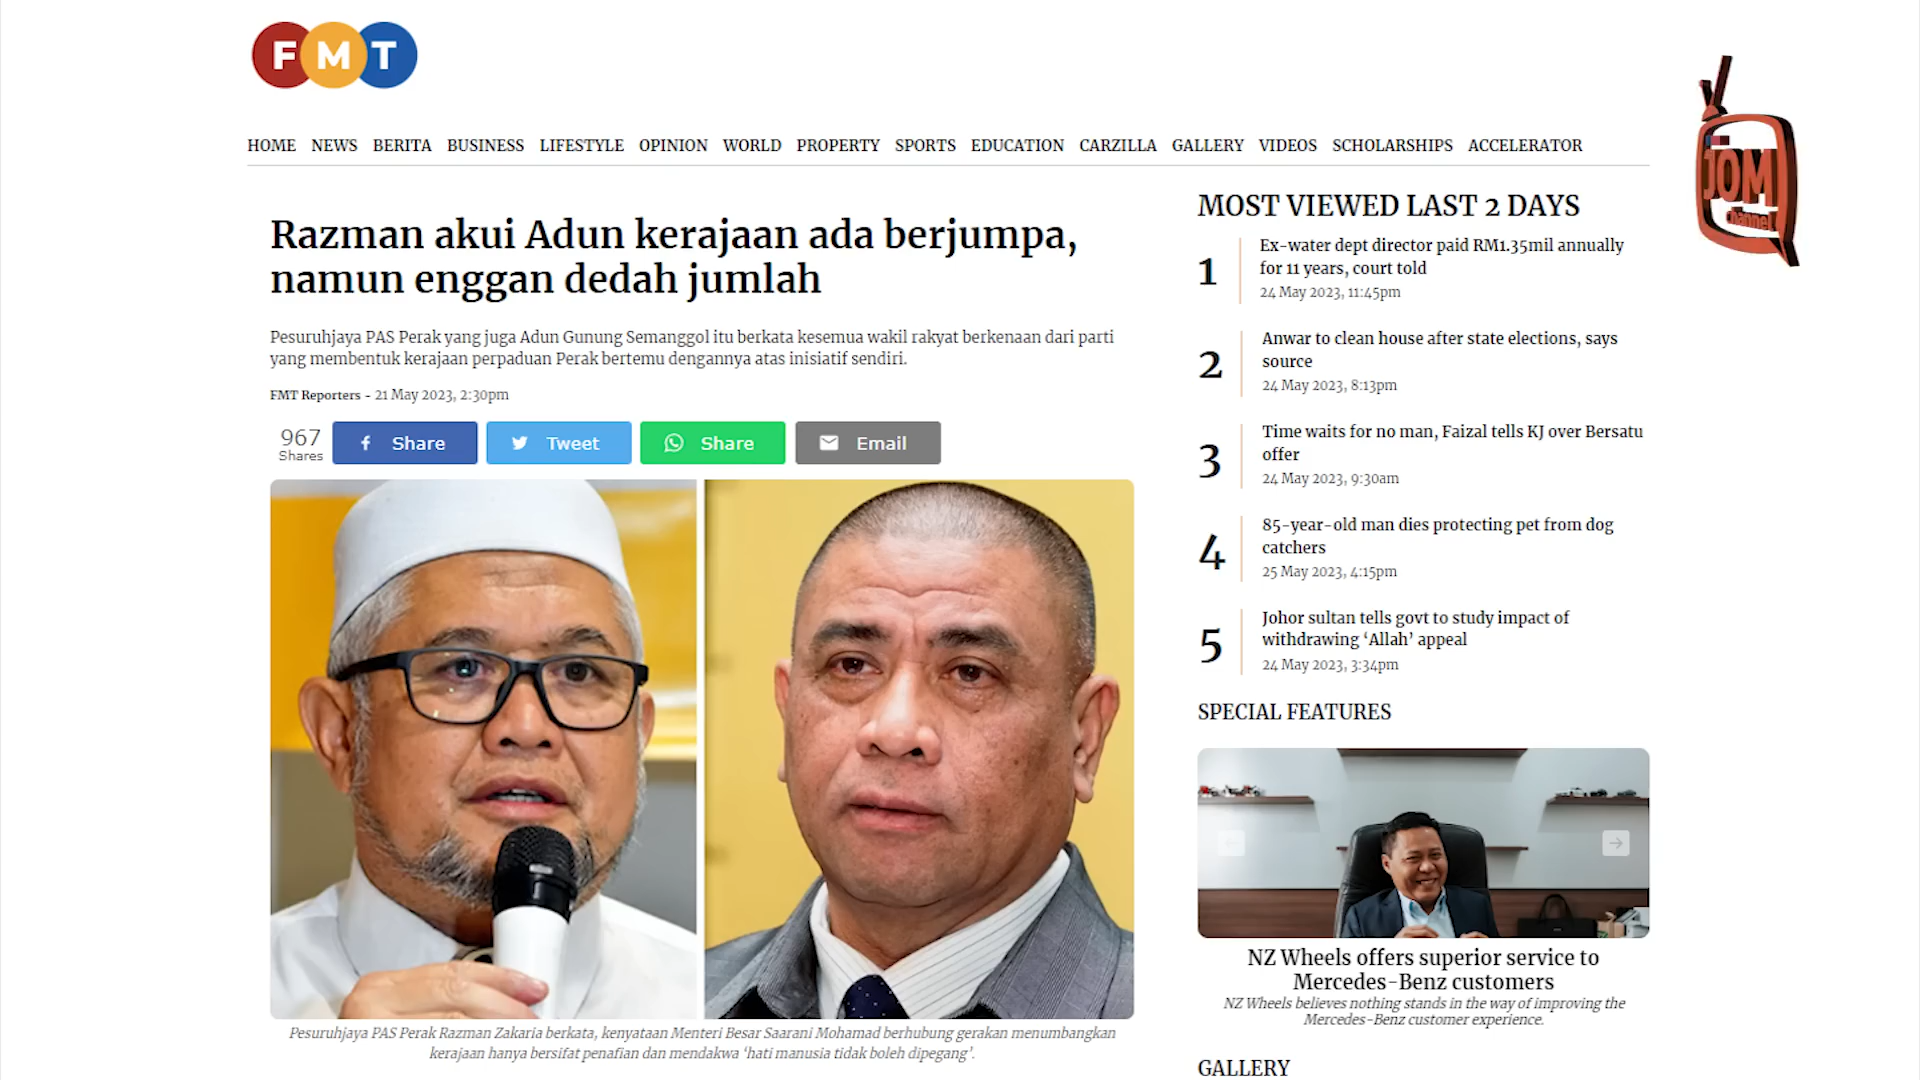 FMT
HOME NEWS BERITA BUSINESS LIFESTYLE OPINION WORLD PROPERTY SPORTS EDUCATION CARZILLA GALLERY VIDEOS SCHOLARSHIPS ACCELERATOR
JOM
channel
Razman akui Adun kerajaan ada berjumpa,
namun enggan dedah jumlah
Pesuruhjaya PAS Perak yang juga Adun Gunung Semanggol itu berkata kesemua wakil rakyat berkenaan dari parti
yang membentuk kerajaan perpaduan Perak bertemu dengannya atas inisiatif sendiri.
FMT Reporters - 21 May 2023, 2:30pm
967
Shares
Share
Tweet
Share
Email
Pesuruhjaya PAS Perak Razman Zakaria berkata, kenyataan Menteri Besar Saarani Mohamad berhubung gerakan menumbangkan
kerajaan hanya bersifat penafian dan mendakwa ‘hati manusia tidak boleh dipegang’.
MOST VIEWED LAST 2 DAYS
1
Ex-water dept director paid RM1.35mil annually
for 11 years, court told
24 May 2023, 11:45pm
2
Anwar to clean house after state elections, says
source
24 May 2023, 8:13pm
3
Time waits for no man, Faizal tells KJ over Bersatu
offer
24 May 2023, 9:30am
4
85-year-old man dies protecting pet from dog
catchers
25 May 2023, 4:15pm
5
Johor sultan tells govt to study impact of
withdrawing ‘Allah’ appeal
24 May 2023, 3:34pm
SPECIAL FEATURES
NZ Wheels offers superior service to
Mercedes-Benz customers
NZ Wheels believes nothing stands in the way of improving the
Mercedes-Benz customer experience.
GALLERY